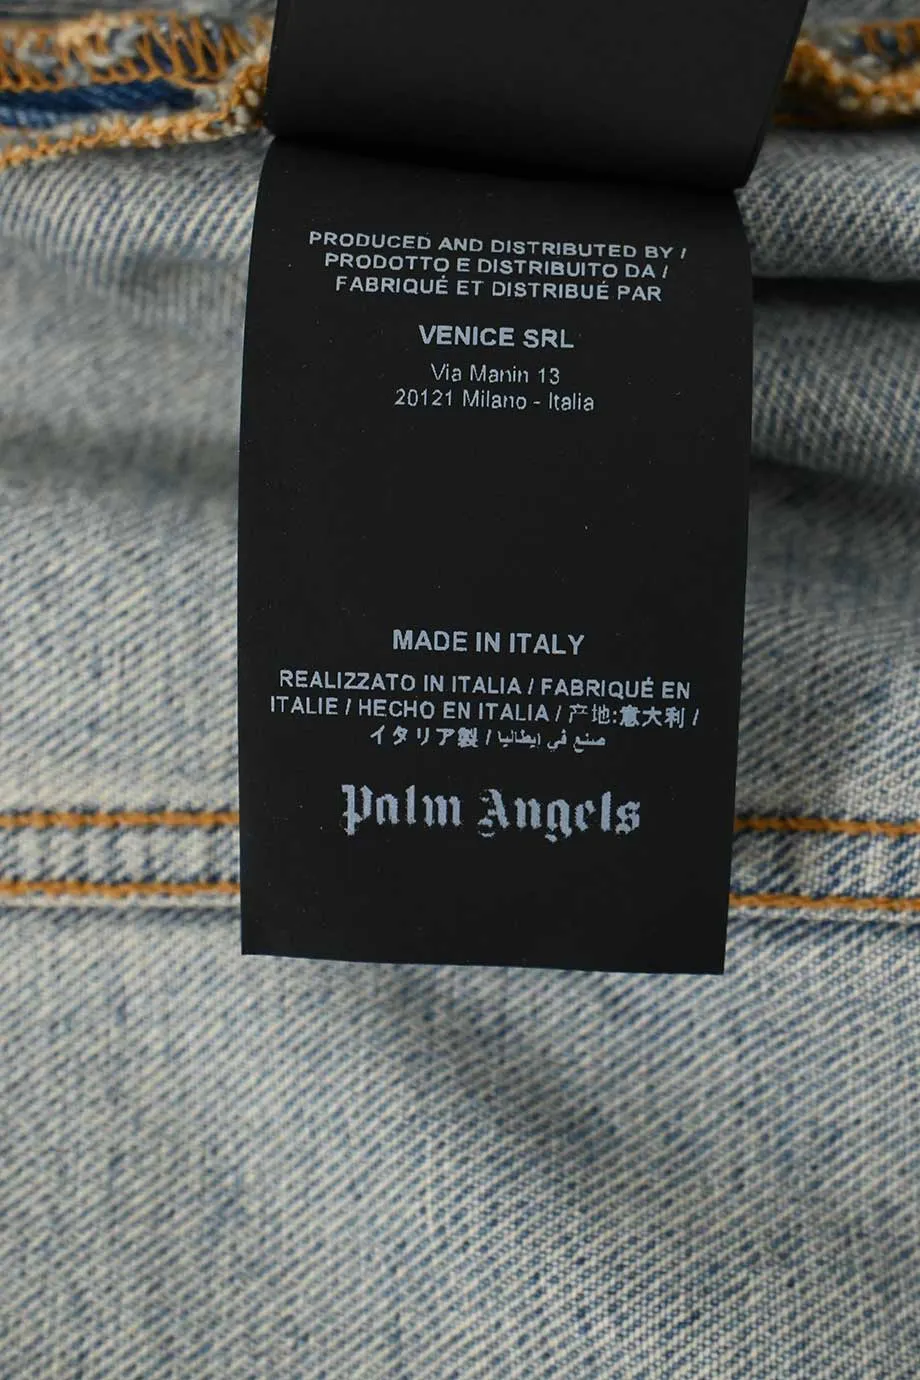 PRODUCED AND DISTRIBUTED BY /
PRODOTTO E DISTRIBUITO DA /
FABRIQUÉ ET DISTRIBUÉ PAR
VENICE SRL
Via Manin 13
20121 Milano - Italia
MADE IN ITALY
REALIZZATO IN ITALIA / FABRIQUÉ EN
ITALIE / HECHO EN ITALIA / 产地:意大利 /
イタリア製 / صنع في إيطاليا
Palm Angels